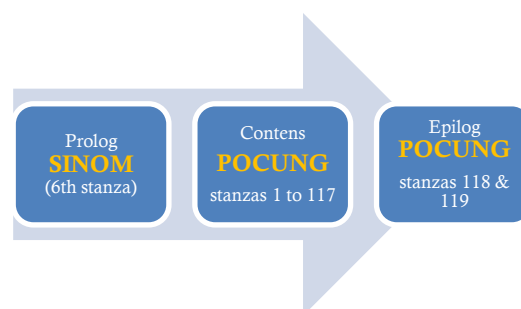 Prolog
SINOM
(6th stanza)
Contens
POCUNG
stanzas 1 to 117
Epilog
POCUNG
stanzas 118 &
119